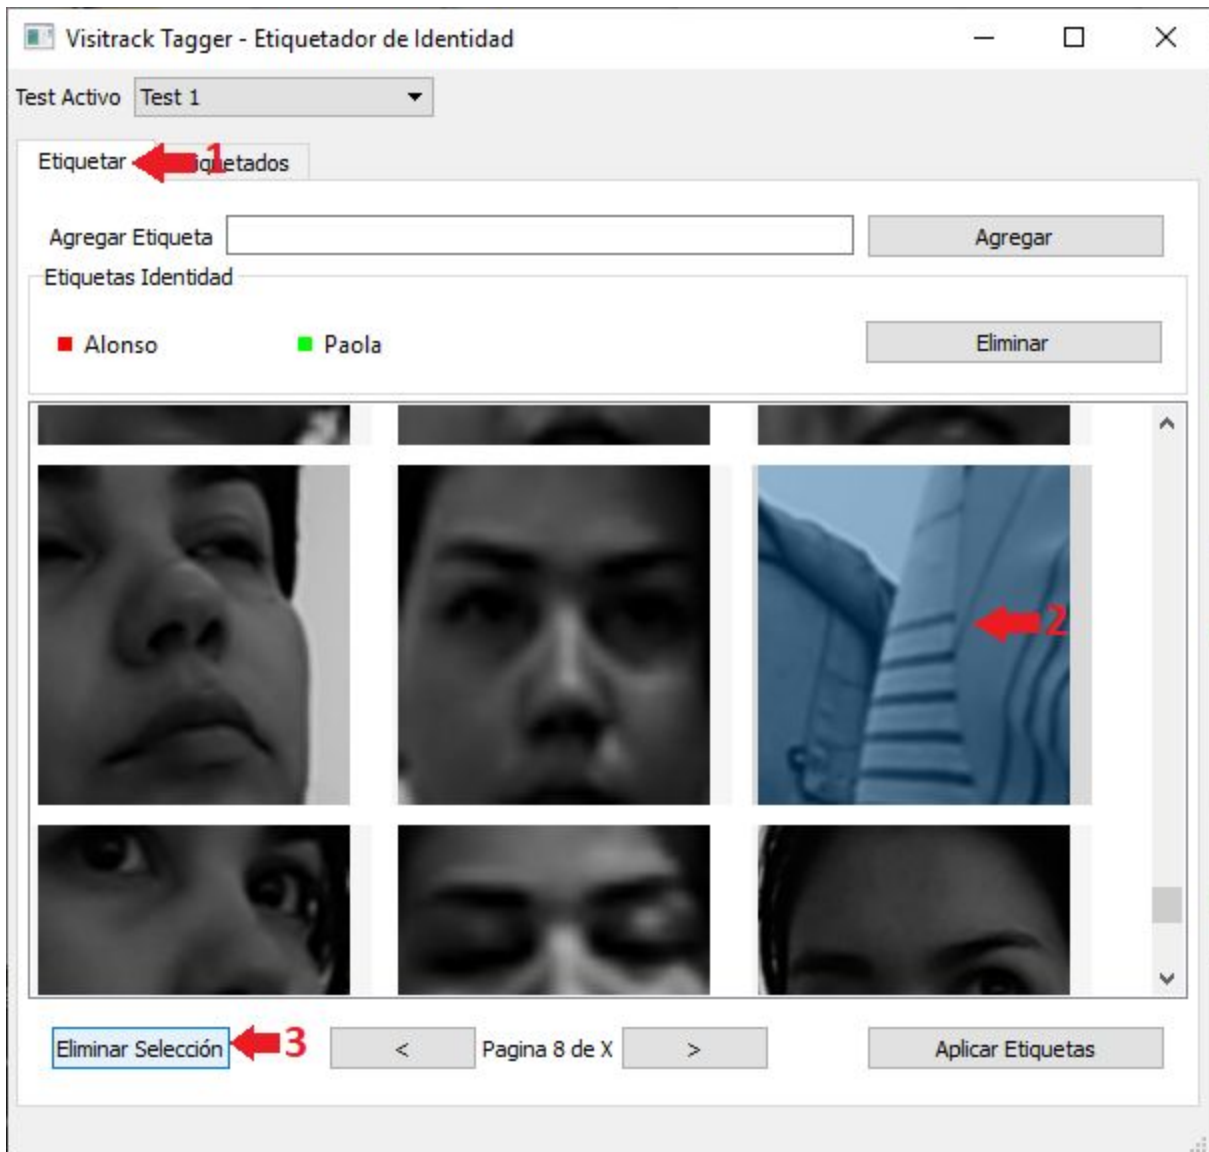 Visitrack Tagger - Etiquetador de Identidad
Test Activo Test 1
Etiquetar 1 iquetados
Agregar Etiqueta Agregar
Etiquetas Identidad
Alonso Paola Eliminar
2
Eliminar Selección 3 < Pagina 8 de X > Aplicar Etiquetas